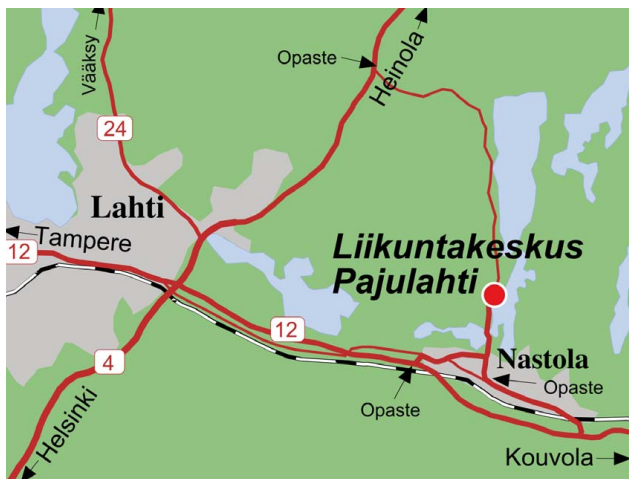 Vääksy
Opaste
Heinola
24
Lahti
Tampere
12
Liikuntakeskus
Pajulahti
12
4
Nastola
Opaste
Opaste
Helsinki
Kouvola